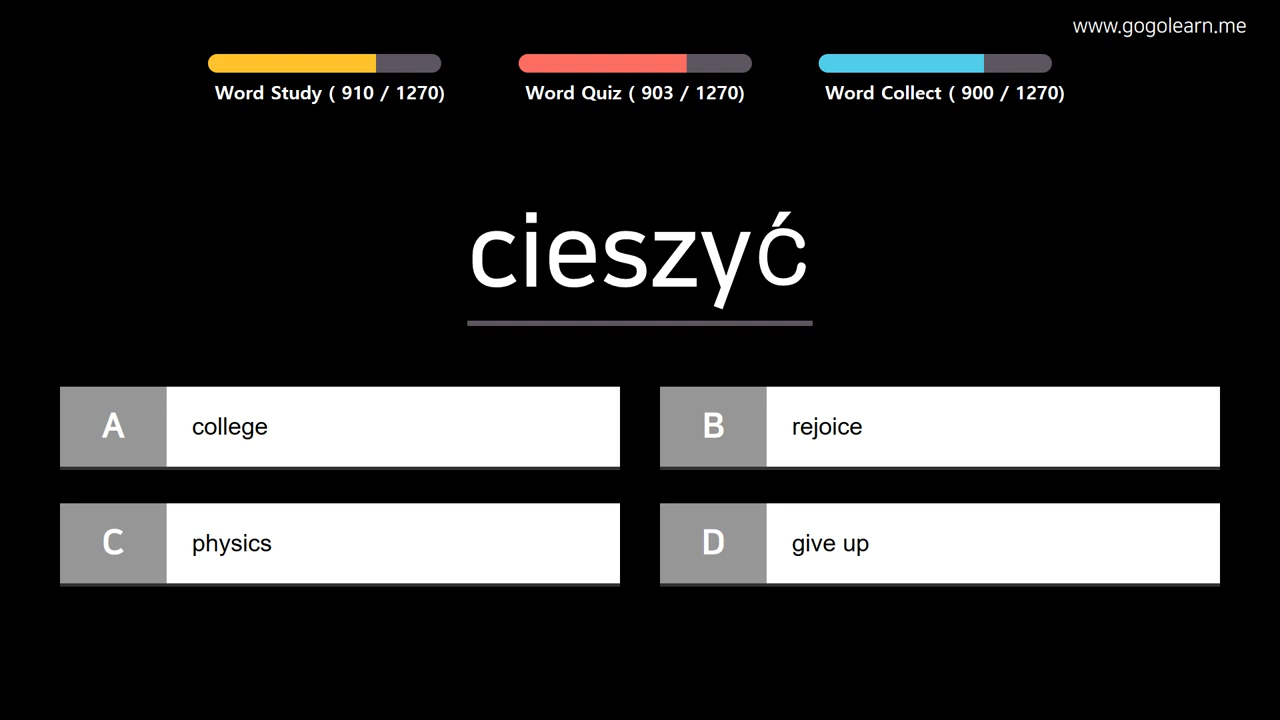 www.gogolearn.me
Word Study ( 910 / 1270)
Word Quiz ( 903 / 1270)
Word Collect ( 900 / 1270)
cieszyć
A college
B rejoice
C physics
D give up